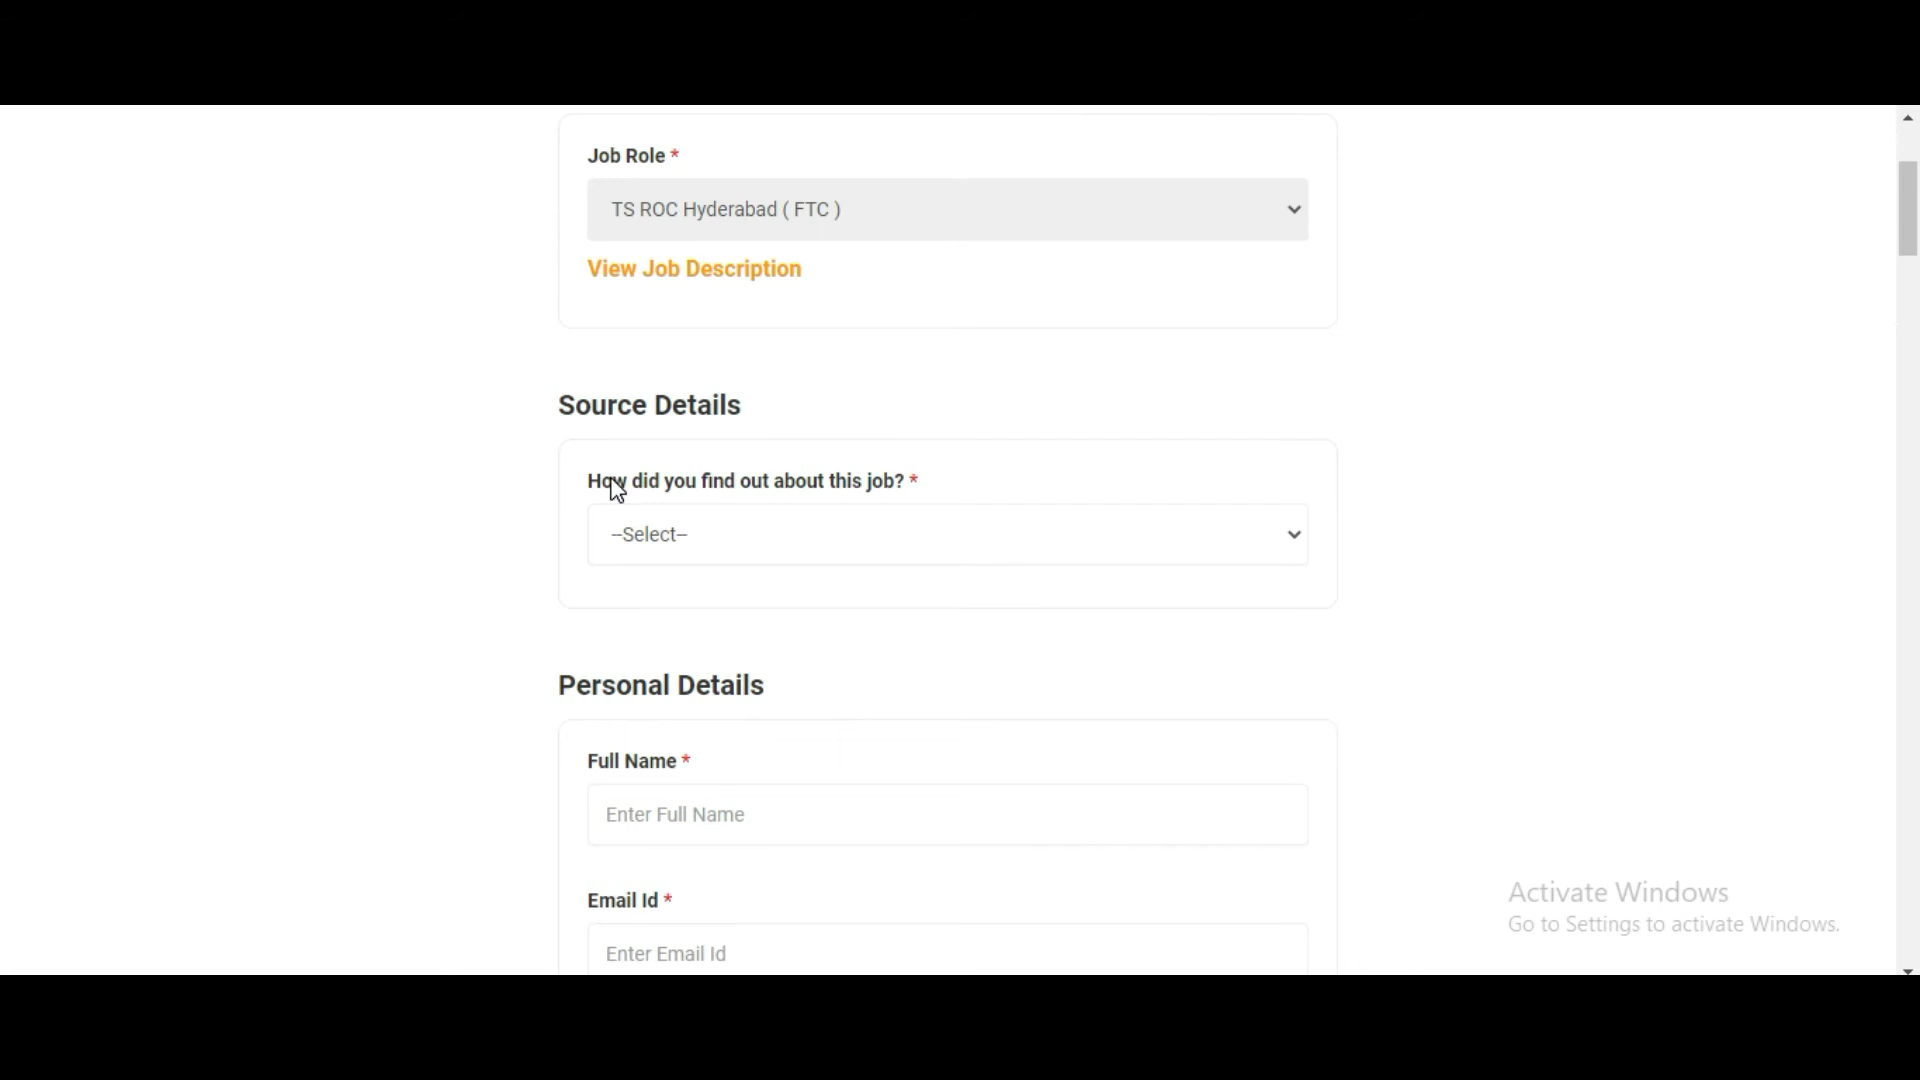 Job Role *
TS ROC Hyderabad ( FTC )
View Job Description
Source Details
How did you find out about this job? *
--Select--
Personal Details
Full Name *
Enter Full Name
Email Id *
Enter Email Id
Activate Windows
Go to Settings to activate Windows.